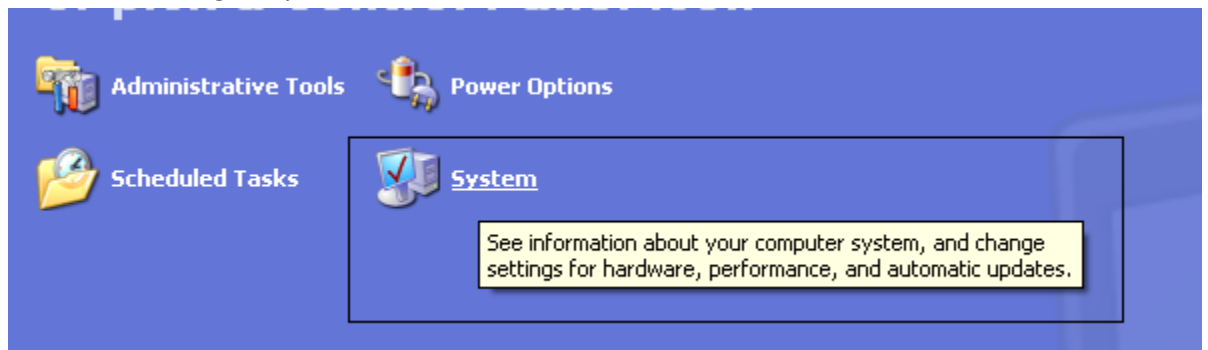 Administrative Tools
Power Options
Scheduled Tasks
System
See information about your computer system, and change
settings for hardware, performance, and automatic updates.